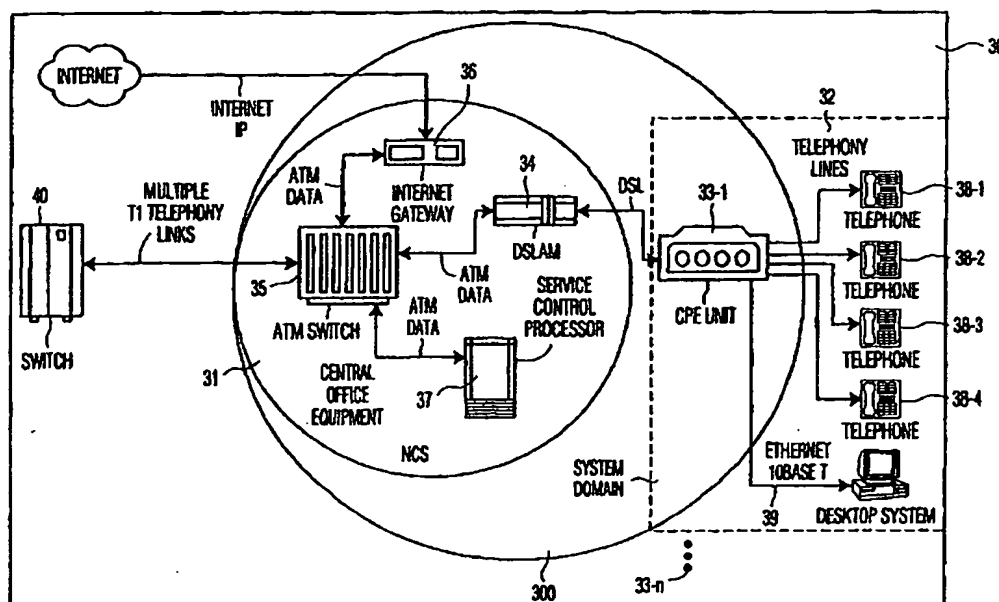 INTERNET
INTERNET
IP
36
30
32
TELEPHONY
LINES
40
MULTIPLE
T1 TELEPHONY
LINKS
ATM
DATA
INTERNET
GATEWAY
34
DSLAM
DSL
33-1
CPE UNIT
38-1
TELEPHONE
38-2
TELEPHONE
38-3
TELEPHONE
38-4
TELEPHONE
35
ATM SWITCH
ATM
DATA
ATM
DATA
SERVICE
CONTROL
PROCESSOR
SWITCH
31
CENTRAL
OFFICE
EQUIPMENT
37
NCS
SYSTEM
DOMAIN
ETHERNET
10BASE T
39
DESKTOP SYSTEM
300
33-n